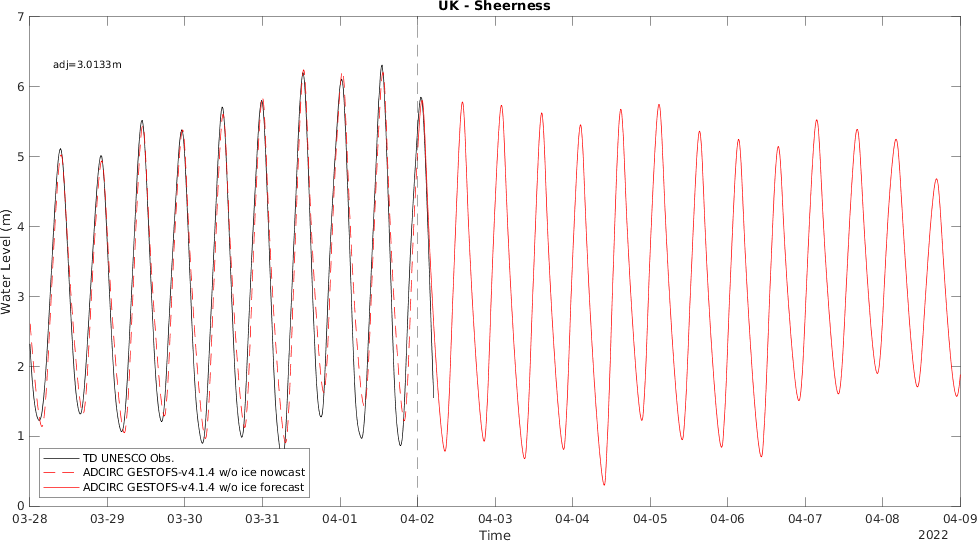 UK - Sheerness
7
adj=3.0133m
6
5
4
Water Level (m)
3
2
1
TD UNESCO Obs.
ADCIRC GESTOFS-v4.1.4 w/o ice nowcast
ADCIRC GESTOFS-v4.1.4 w/o ice forecast
0
03-28 03-29 03-30 03-31 04-01 04-02 04-03 04-04 04-05 04-06 04-07 04-08 04-09
Time
2022